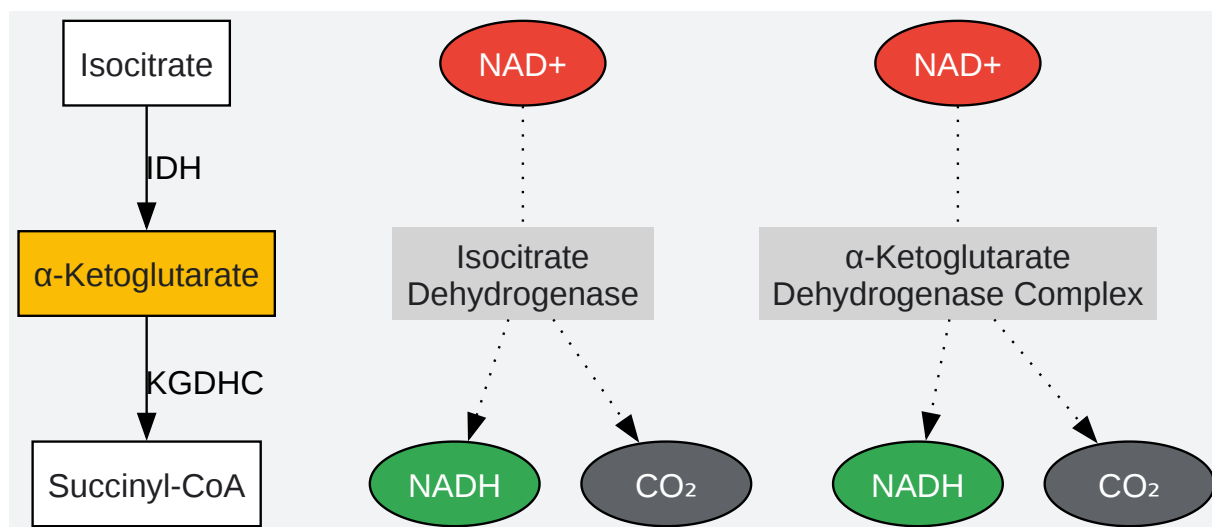 Isocitrate
NAD+
NAD+
IDH
α-Ketoglutarate
Isocitrate
Dehydrogenase
α-Ketoglutarate
Dehydrogenase Complex
KGDHC
Succinyl-CoA
NADH
CO₂
NADH
CO₂